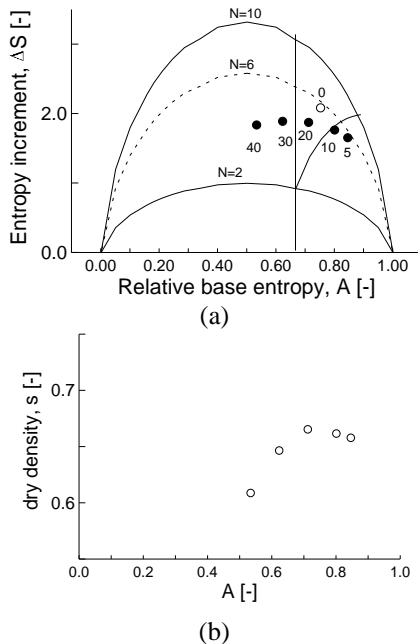 Entropy increment, ΔS [-]
N=10
N=6
N=2
0
40
30
20
10
5
2.0
0.0
0.00 0.20 0.40 0.60 0.80 1.00
Relative base entropy, A [-]
(a)
dry density, s [-]
0.7
0.6
0.0 0.2 0.4 0.6 0.8 1.0
A [-]
(b)